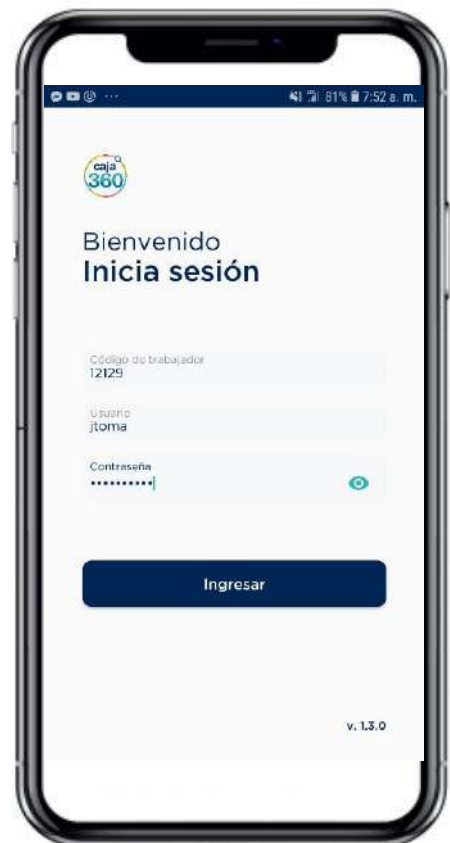 81% 7:52 a. m.
caja
360
Bienvenido
Inicia sesión
Código de trabajador
12129
Usuario
jtoma
Contraseña
••••••••••
Ingresar
v. 1.3.0